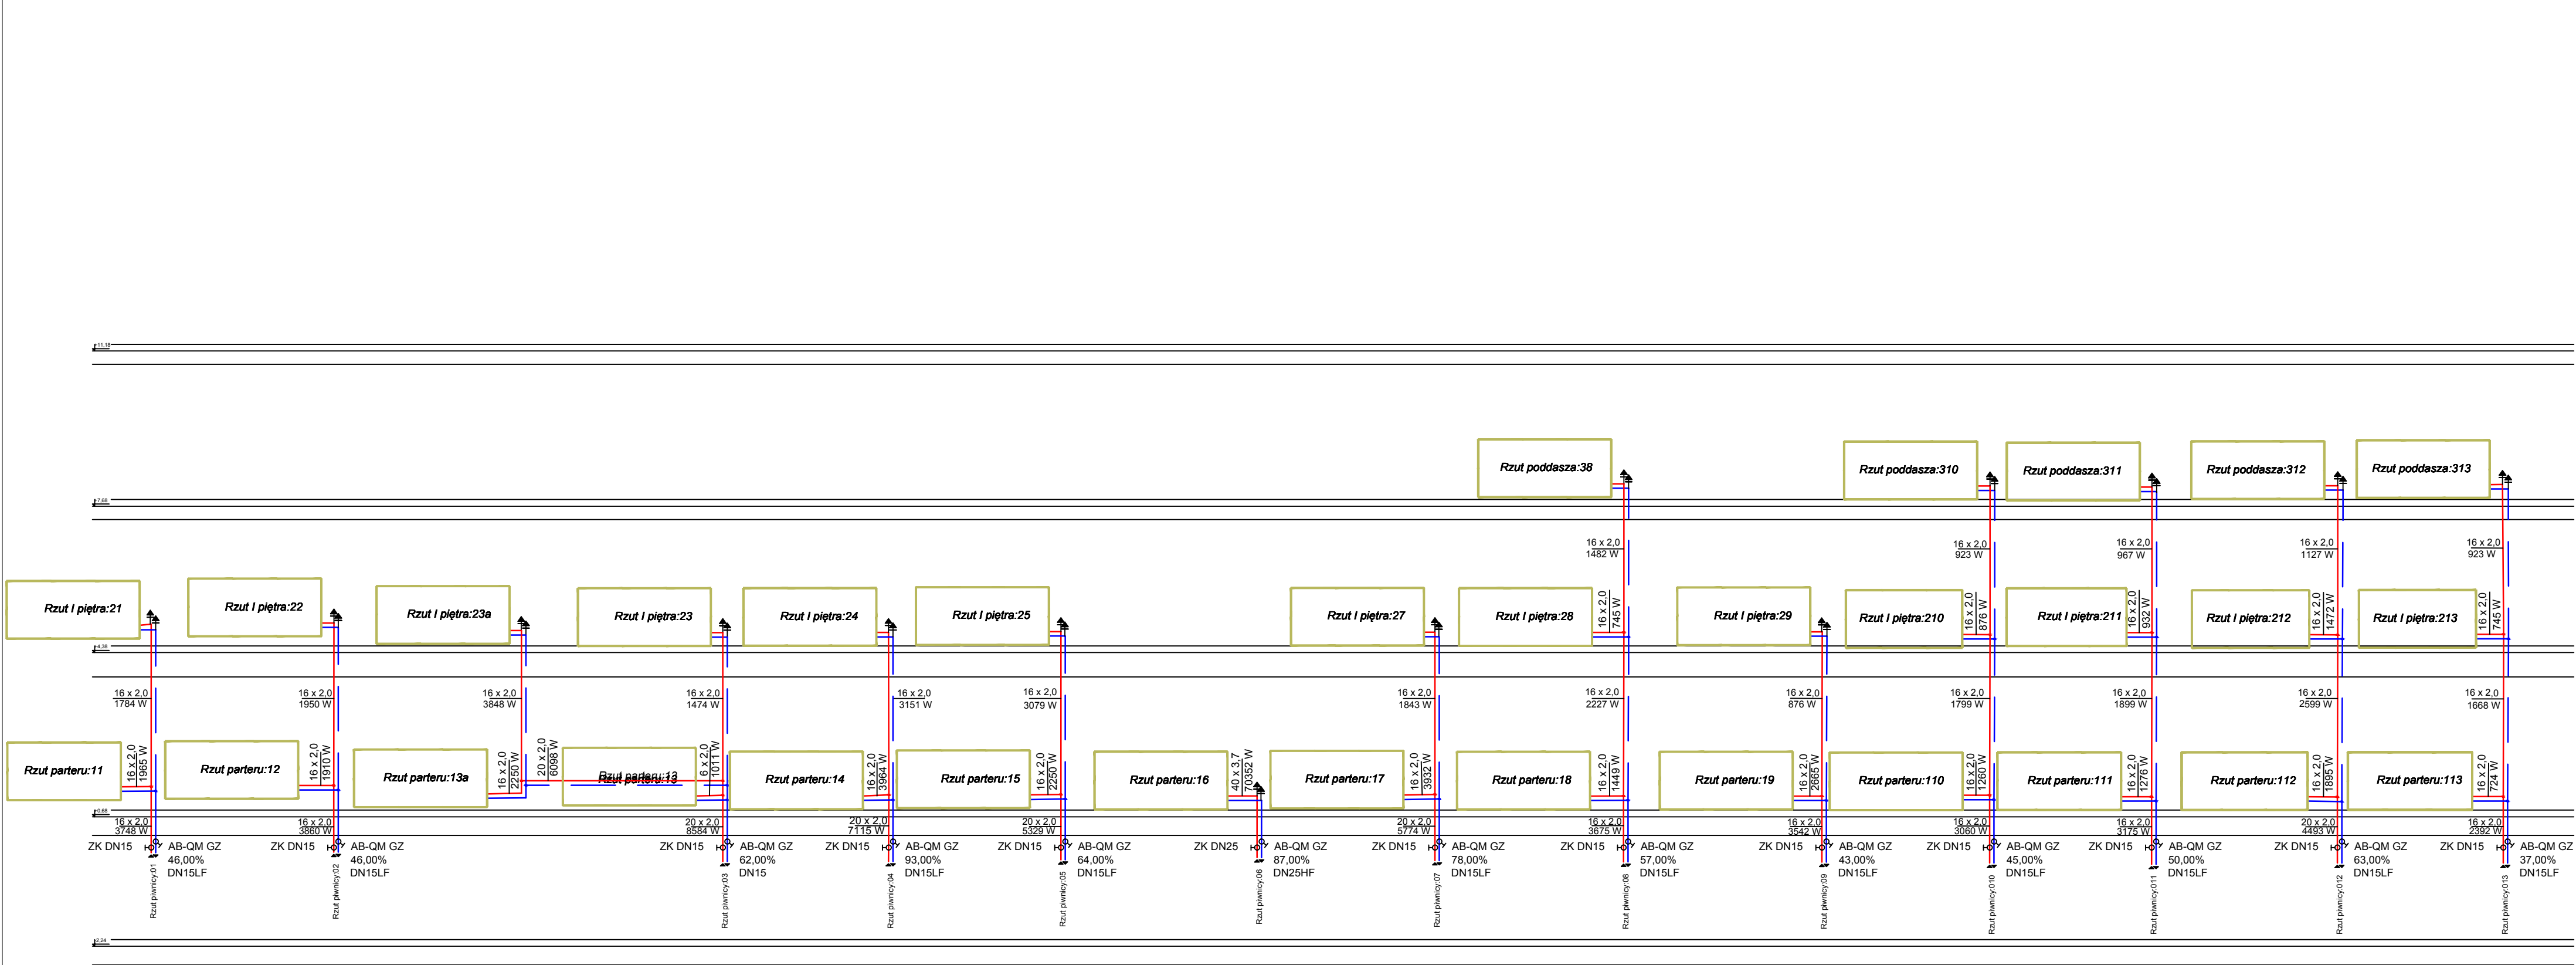 11,18
Rzut poddasza:38
Rzut poddasza:310
Rzut poddasza:311
Rzut poddasza:312
Rzut poddasza:313
7,68
16 x 2,0
1482 W
16 x 2,0
923 W
16 x 2,0
967 W
16 x 2,0
1127 W
16 x 2,0
923 W
Rzut I piętra:21
Rzut I piętra:22
Rzut I piętra:23a
Rzut I piętra:23
Rzut I piętra:24
Rzut I piętra:25
Rzut I piętra:27
Rzut I piętra:28
16 x 2,0
745 W
Rzut I piętra:29
Rzut I piętra:210
16 x 2,0
876 W
Rzut I piętra:211
16 x 2,0
932 W
Rzut I piętra:212
16 x 2,0
1472 W
Rzut I piętra:213
16 x 2,0
745 W
4,38
16 x 2,0
1784 W
16 x 2,0
1950 W
16 x 2,0
3848 W
16 x 2,0
1474 W
16 x 2,0
3151 W
16 x 2,0
3079 W
16 x 2,0
1843 W
16 x 2,0
2227 W
16 x 2,0
876 W
16 x 2,0
1799 W
16 x 2,0
1899 W
16 x 2,0
2599 W
16 x 2,0
1668 W
Rzut parteru:11
16 x 2,0
1965 W
Rzut parteru:12
16 x 2,0
1910 W
Rzut parteru:13a
16 x 2,0
2250 W
20 x 2,0
6098 W
Rzut parteru:13
6 x 2,0
1011 W
Rzut parteru:14
16 x 2,0
3964 W
Rzut parteru:15
16 x 2,0
2250 W
Rzut parteru:16
40 x 3,7
70352 W
Rzut parteru:17
16 x 2,0
3932 W
Rzut parteru:18
16 x 2,0
1449 W
Rzut parteru:19
16 x 2,0
2665 W
Rzut parteru:110
16 x 2,0
1260 W
Rzut parteru:111
16 x 2,0
1276 W
Rzut parteru:112
16 x 2,0
1895 W
Rzut parteru:113
16 x 2,0
724 W
0,68
16 x 2,0
3748 W
16 x 2,0
3860 W
20 x 2,0
8584 W
20 x 2,0
7115 W
20 x 2,0
5329 W
20 x 2,0
5774 W
16 x 2,0
3675 W
16 x 2,0
3542 W
16 x 2,0
3060 W
16 x 2,0
3175 W
20 x 2,0
4493 W
16 x 2,0
2392 W
ZK DN15
AB-QM GZ
46,00%
DN15LF
Rzut piwnicy:01
ZK DN15
AB-QM GZ
46,00%
DN15LF
Rzut piwnicy:02
ZK DN15
AB-QM GZ
62,00%
DN15
Rzut piwnicy:03
ZK DN15
AB-QM GZ
93,00%
DN15LF
Rzut piwnicy:04
ZK DN15
AB-QM GZ
64,00%
DN15LF
Rzut piwnicy:05
ZK DN25
AB-QM GZ
87,00%
DN25HF
Rzut piwnicy:06
ZK DN15
AB-QM GZ
78,00%
DN15LF
Rzut piwnicy:07
ZK DN15
AB-QM GZ
57,00%
DN15LF
Rzut piwnicy:08
ZK DN15
AB-QM GZ
43,00%
DN15LF
Rzut piwnicy:09
ZK DN15
AB-QM GZ
45,00%
DN15LF
Rzut piwnicy:010
ZK DN15
AB-QM GZ
50,00%
DN15LF
Rzut piwnicy:011
ZK DN15
AB-QM GZ
63,00%
DN15LF
Rzut piwnicy:012
ZK DN15
AB-QM GZ
37,00%
DN15LF
Rzut piwnicy:013
2,24